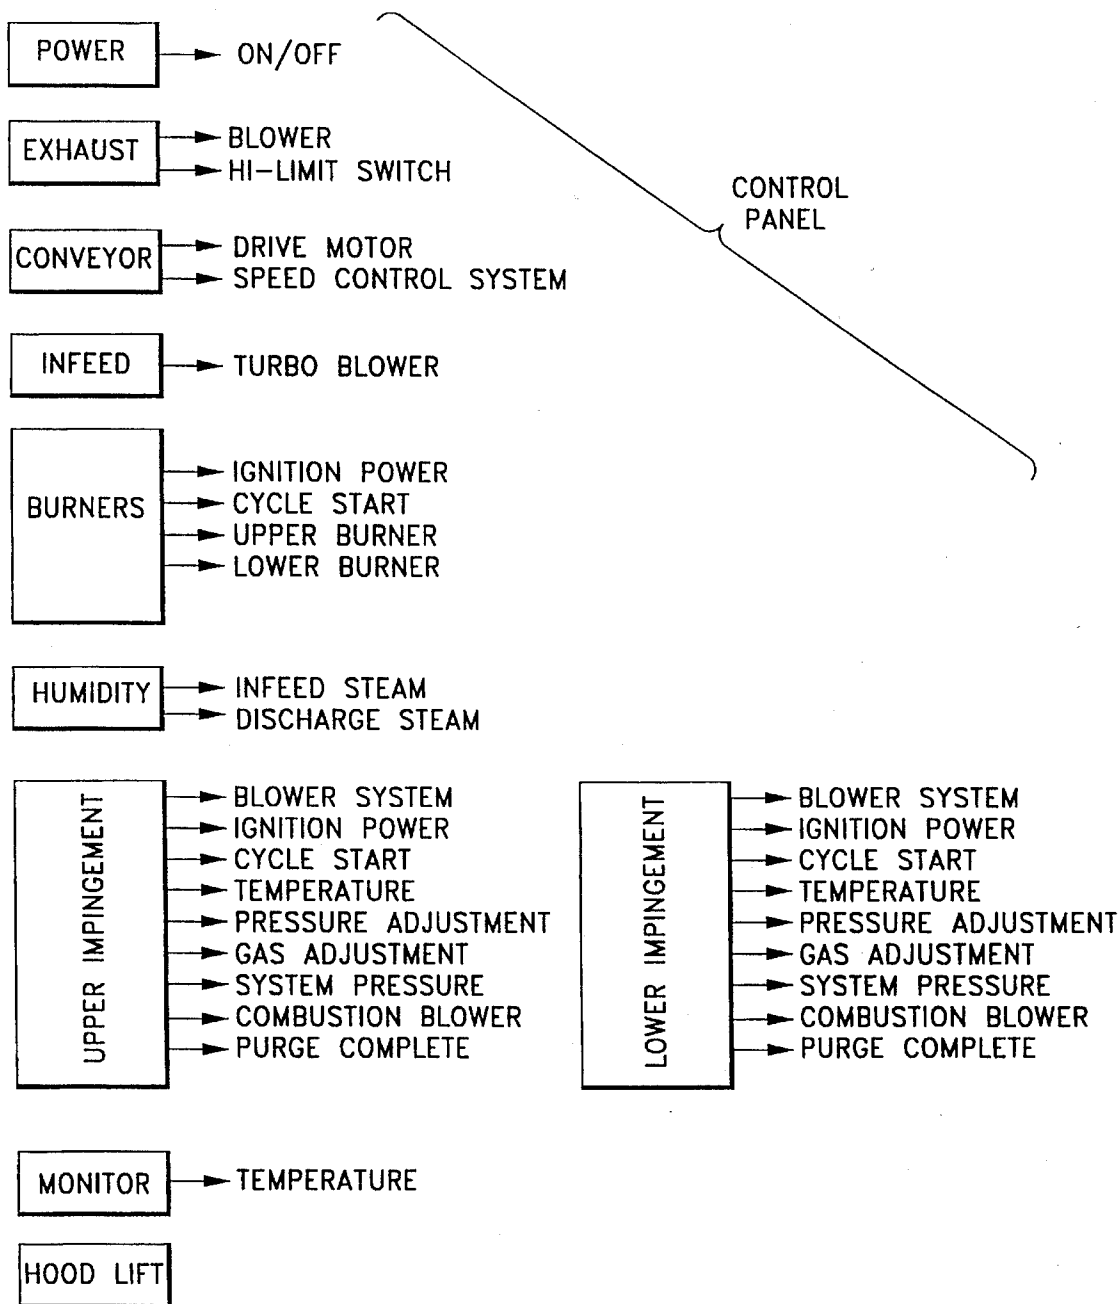 POWER
ON/OFF
EXHAUST
BLOWER
HI-LIMIT SWITCH
CONTROL
PANEL
CONVEYOR
DRIVE MOTOR
SPEED CONTROL SYSTEM
INFEED
TURBO BLOWER
BURNERS
IGNITION POWER
CYCLE START
UPPER BURNER
LOWER BURNER
HUMIDITY
INFEED STEAM
DISCHARGE STEAM
UPPER IMPINGEMENT
BLOWER SYSTEM
IGNITION POWER
CYCLE START
TEMPERATURE
PRESSURE ADJUSTMENT
GAS ADJUSTMENT
SYSTEM PRESSURE
COMBUSTION BLOWER
PURGE COMPLETE
LOWER IMPINGEMENT
BLOWER SYSTEM
IGNITION POWER
CYCLE START
TEMPERATURE
PRESSURE ADJUSTMENT
GAS ADJUSTMENT
SYSTEM PRESSURE
COMBUSTION BLOWER
PURGE COMPLETE
MONITOR
TEMPERATURE
HOOD LIFT